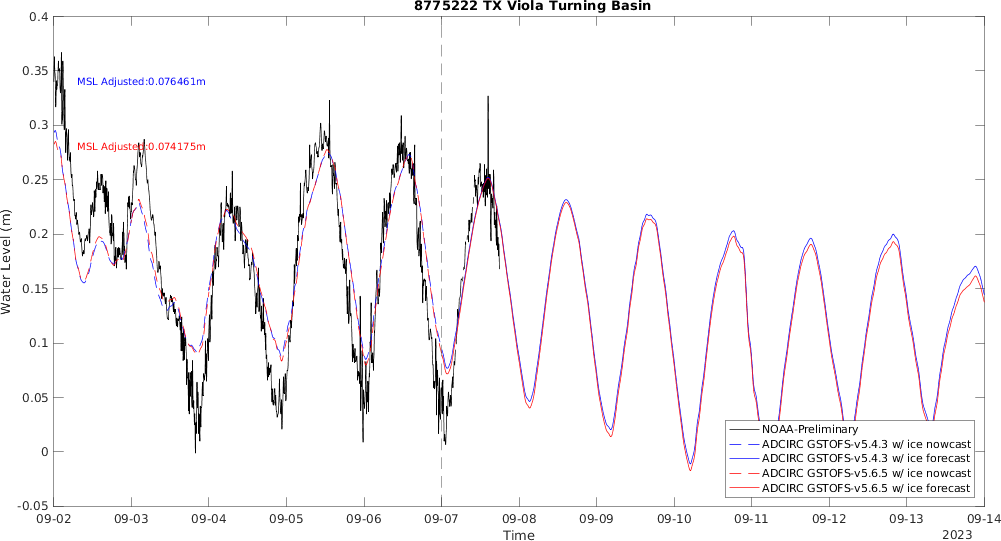 8775222 TX Viola Turning Basin
0.4
0.35
0.3
0.25
0.2
0.15
0.1
0.05
0
-0.05
Water Level (m)
MSL Adjusted:0.076461m
MSL Adjusted:0.074175m
NOAA-Preliminary
ADCIRC GSTOFS-v5.4.3 w/ ice nowcast
ADCIRC GSTOFS-v5.4.3 w/ ice forecast
ADCIRC GSTOFS-v5.6.5 w/ ice nowcast
ADCIRC GSTOFS-v5.6.5 w/ ice forecast
09-02 09-03 09-04 09-05 09-06 09-07 09-08 09-09 09-10 09-11 09-12 09-13 09-14
Time
2023